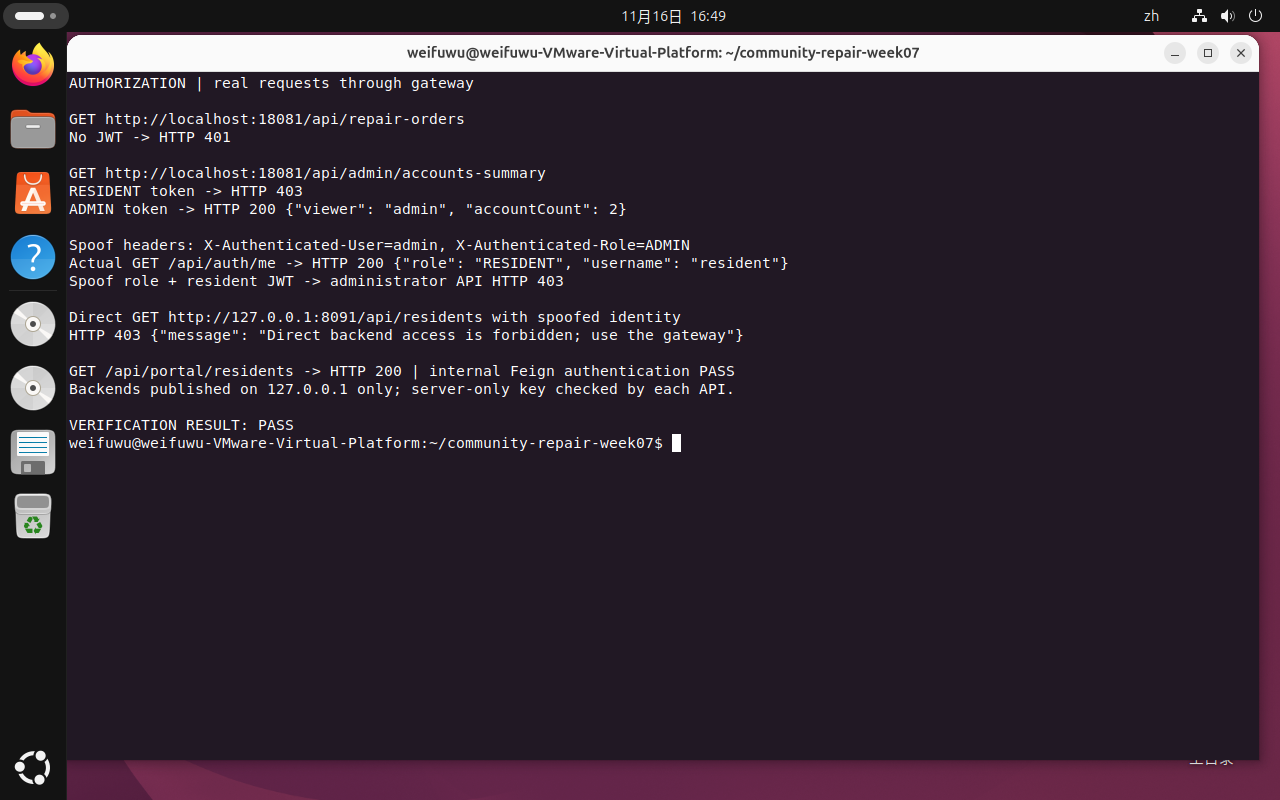 11月16日 16:49
zh
weifuwu@weifuwu-VMware-Virtual-Platform: ~/community-repair-week07
AUTHORIZATION | real requests through gateway
GET http://localhost:18081/api/repair-orders
No JWT -> HTTP 401
GET http://localhost:18081/api/admin/accounts-summary
RESIDENT token -> HTTP 403
ADMIN token -> HTTP 200 {"viewer": "admin", "accountCount": 2}
Spoof headers: X-Authenticated-User=admin, X-Authenticated-Role=ADMIN
Actual GET /api/auth/me -> HTTP 200 {"role": "RESIDENT", "username": "resident"}
Spoof role + resident JWT -> administrator API HTTP 403
Direct GET http://127.0.0.1:8091/api/residents with spoofed identity
HTTP 403 {"message": "Direct backend access is forbidden; use the gateway"}
GET /api/portal/residents -> HTTP 200 | internal Feign authentication PASS
Backends published on 127.0.0.1 only; server-only key checked by each API.
VERIFICATION RESULT: PASS
weifuwu@weifuwu-VMware-Virtual-Platform:~/community-repair-week07$